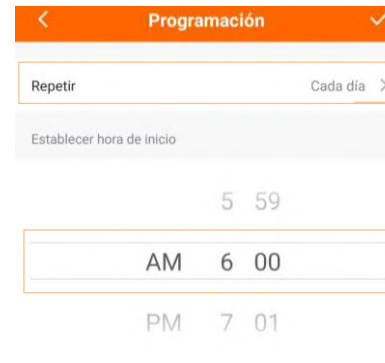 Programación
Repetir Cada día
Establecer hora de inicio
5 59
AM 6 00
PM 7 01